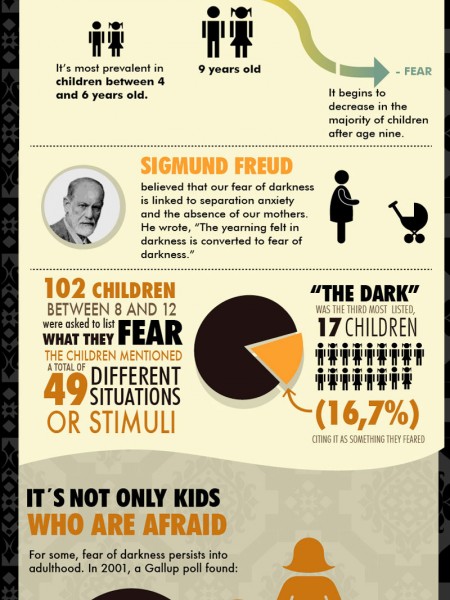 It's most prevalent in
children between 4
and 6 years old.
9 years old
- FEAR
It begins to
decrease in the
majority of children
after age nine.
SIGMUND FREUD
believed that our fear of darkness
is linked to separation anxiety
and the absence of our mothers.
He wrote, "The yearning felt in
darkness is converted to fear of
darkness."
102 CHILDREN
BETWEEN 8 AND 12
were asked to list
WHAT THEY FEAR
THE CHILDREN MENTIONED
A TOTAL OF
49 DIFFERENT
SITUATIONS
OR STIMULI
"THE DARK"
WAS THE THIRD MOST LISTED,
17 CHILDREN
(16,7%)
CITING IT AS SOMETHING THEY FEARED
IT´S NOT ONLY KIDS
WHO ARE AFRAID
For some, fear of darkness persists into
adulthood. In 2001, a Gallup poll found: